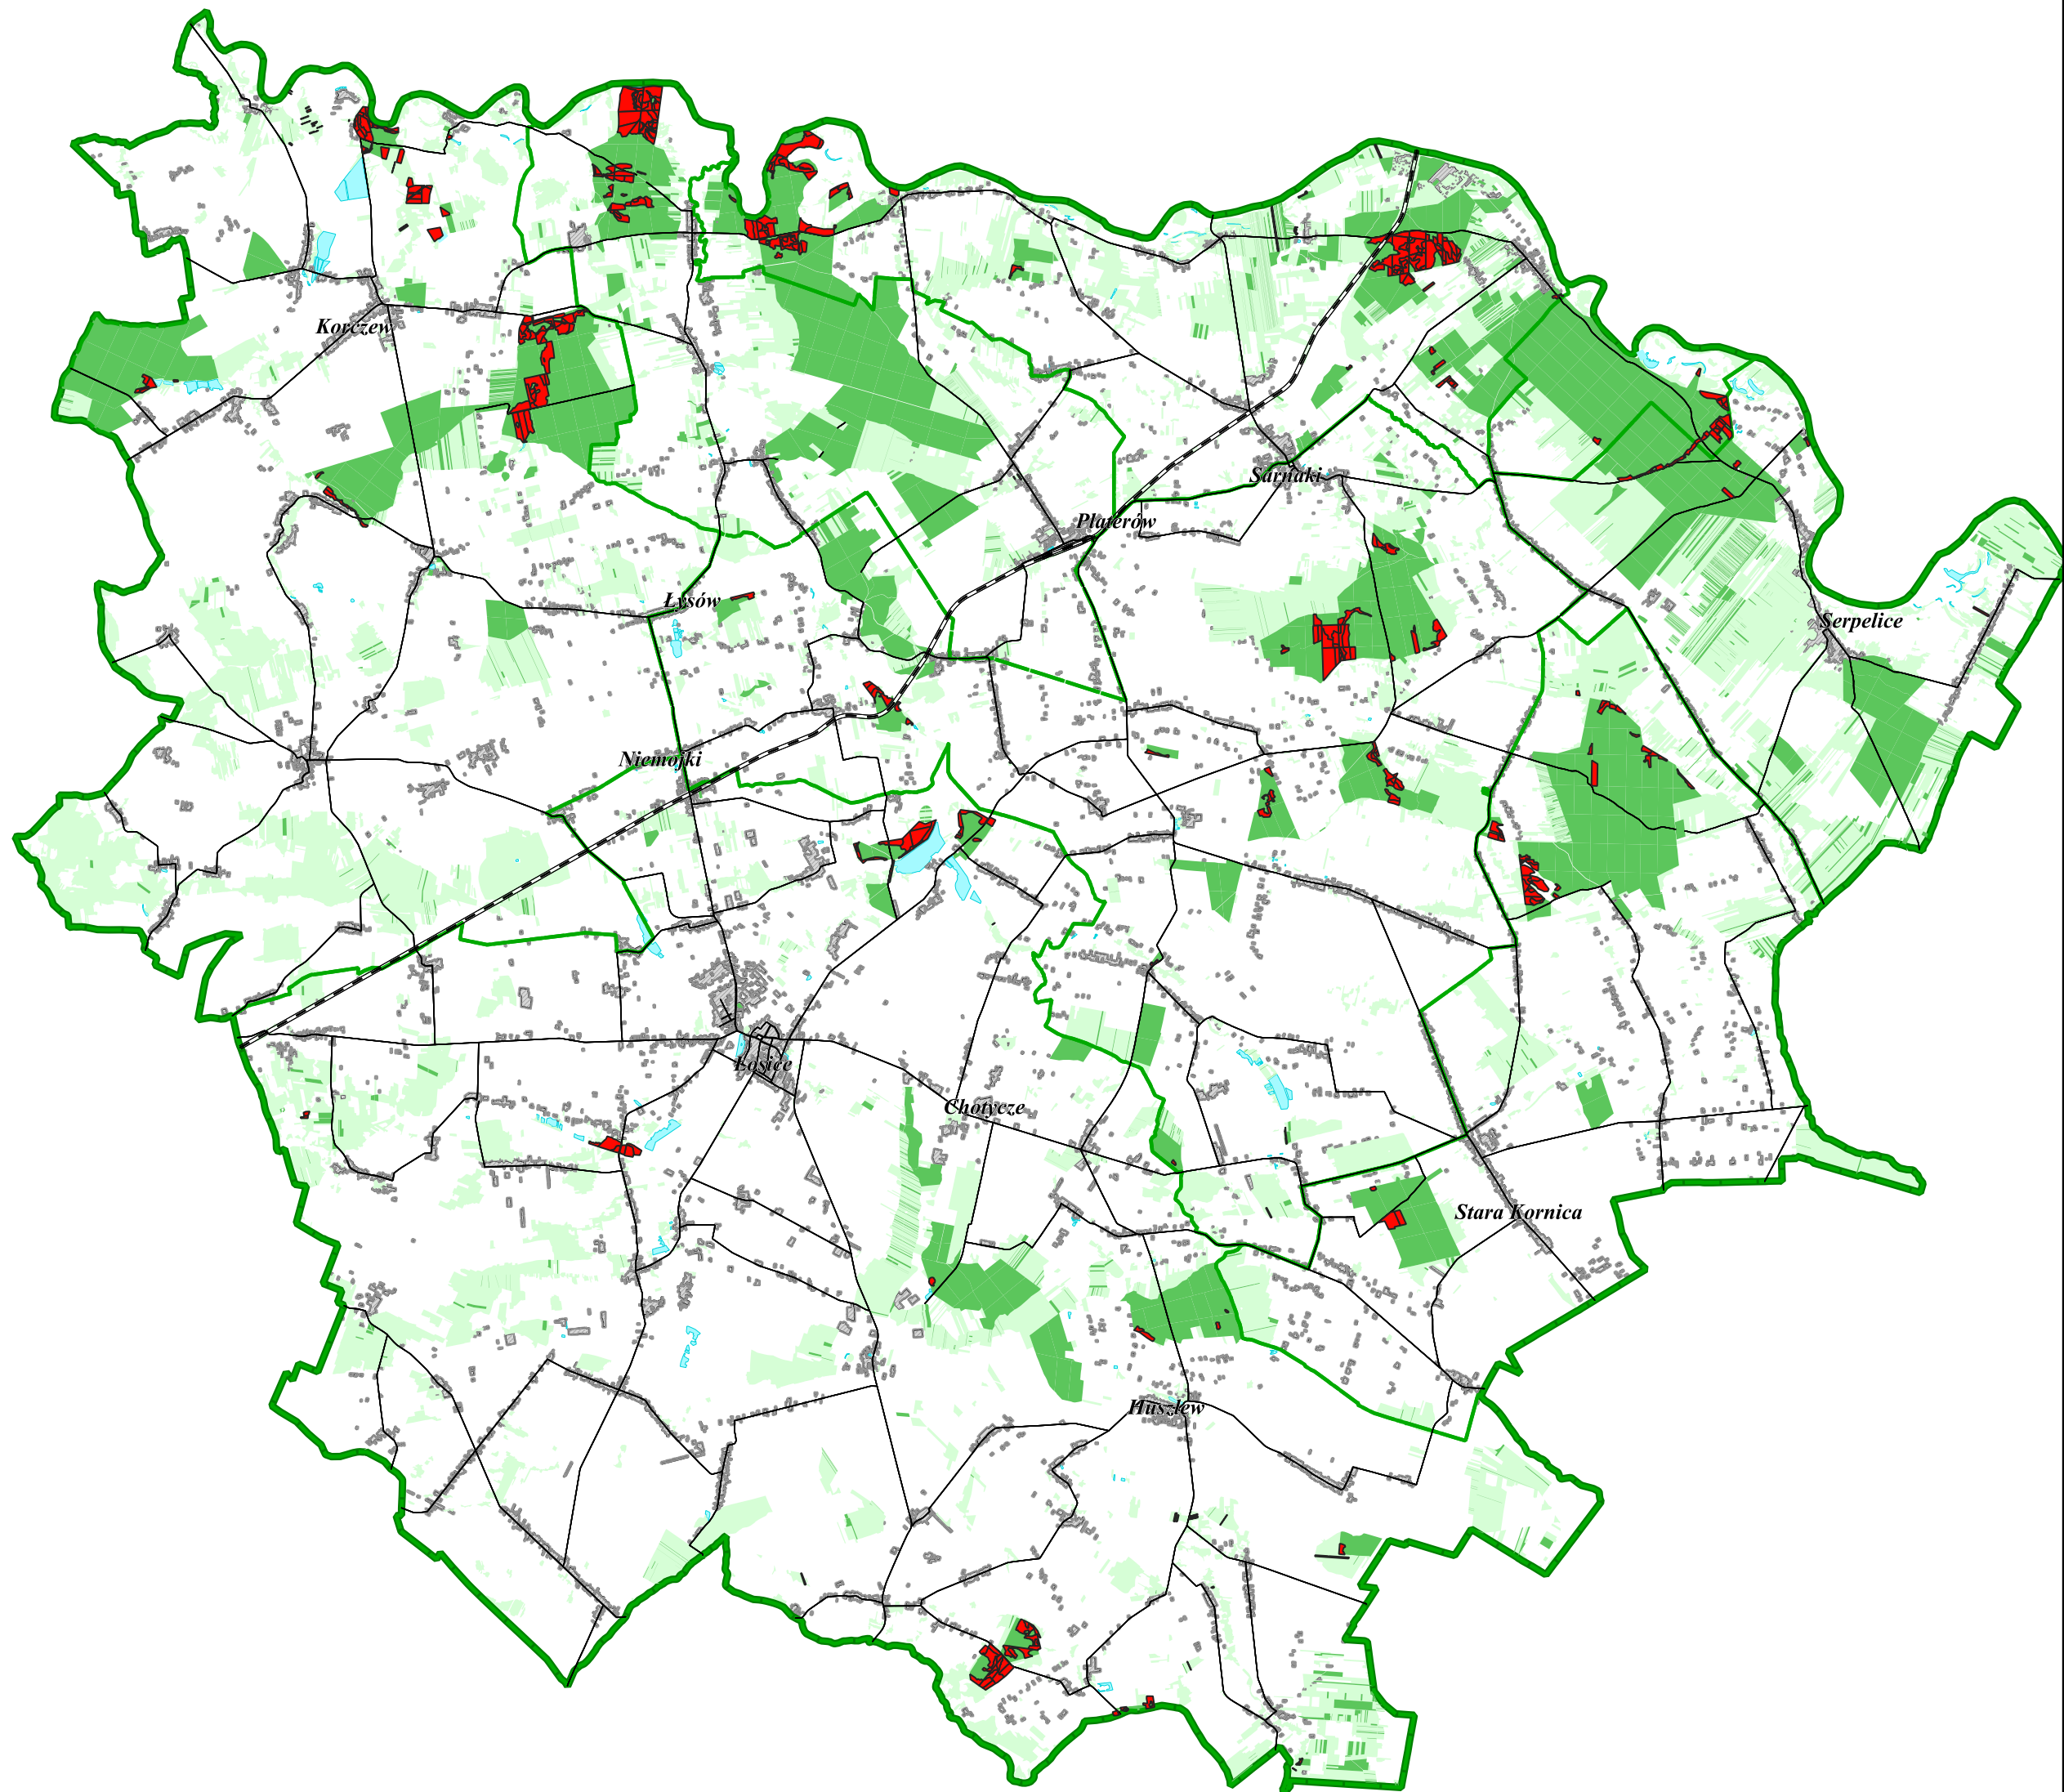 Korczew
Sarnaki
Platerów
Łysów
Serpelice
Niemojki
Łosice
Chotycze
Stara Kornica
Huszlew